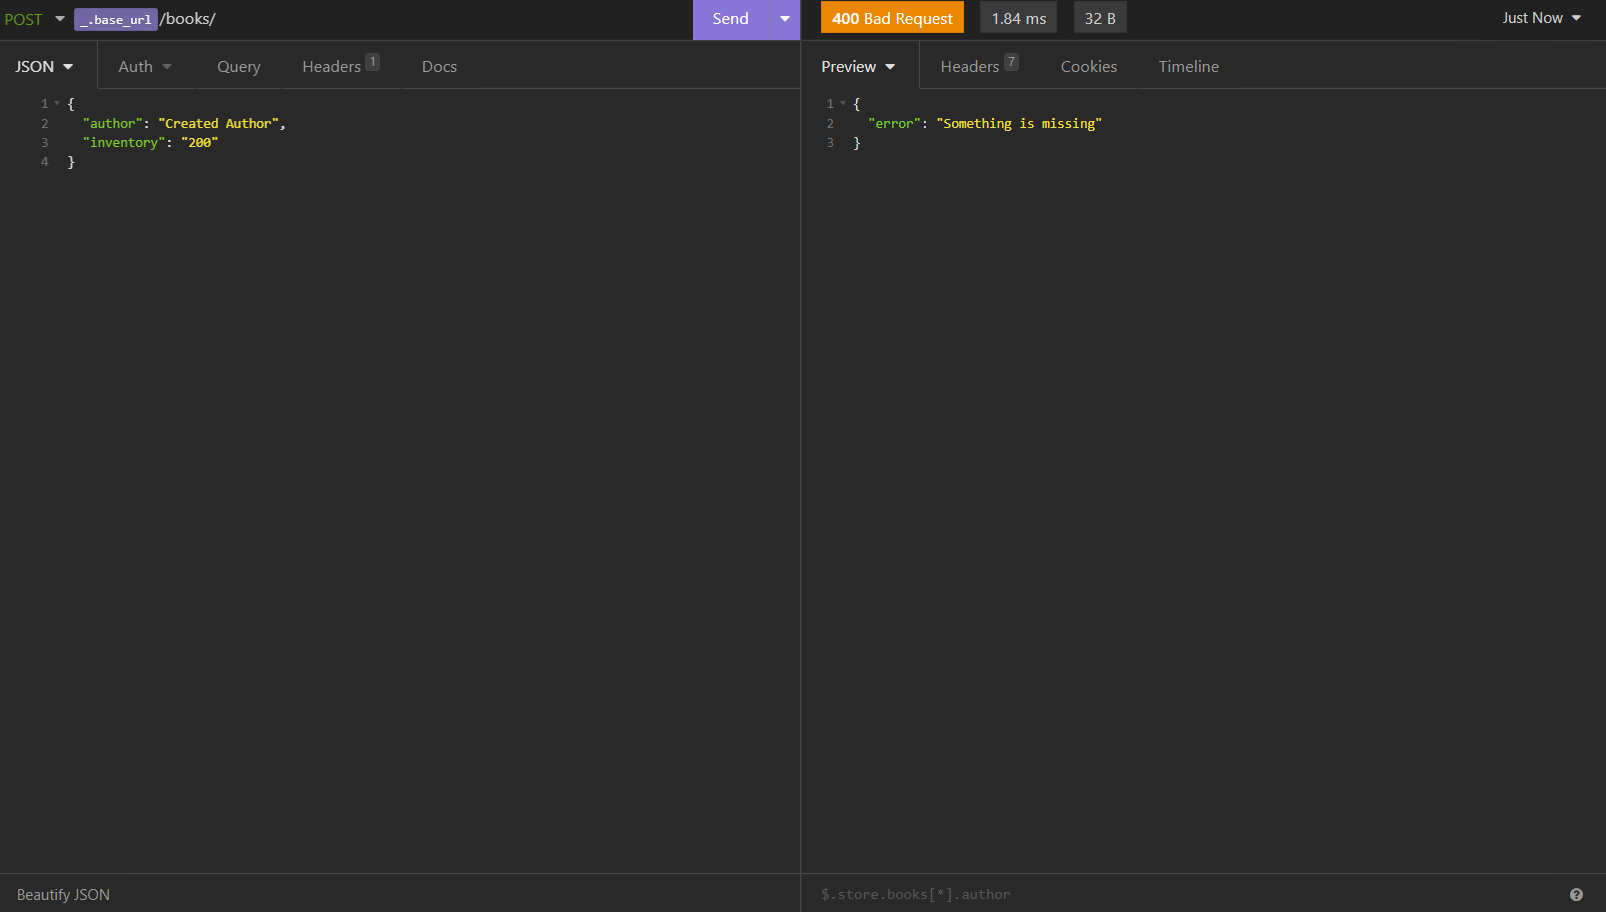 POST _.base_url /books/ Send 400 Bad Request 1.84 ms 32 B Just Now
JSON Auth Query Headers 1 Docs Preview Headers 7 Cookies Timeline
1 {
2 "author": "Created Author",
3 "inventory": "200"
4 }
1 {
2 "error": "Something is missing"
3 }
Beautify JSON
$.store.books[*].author
?